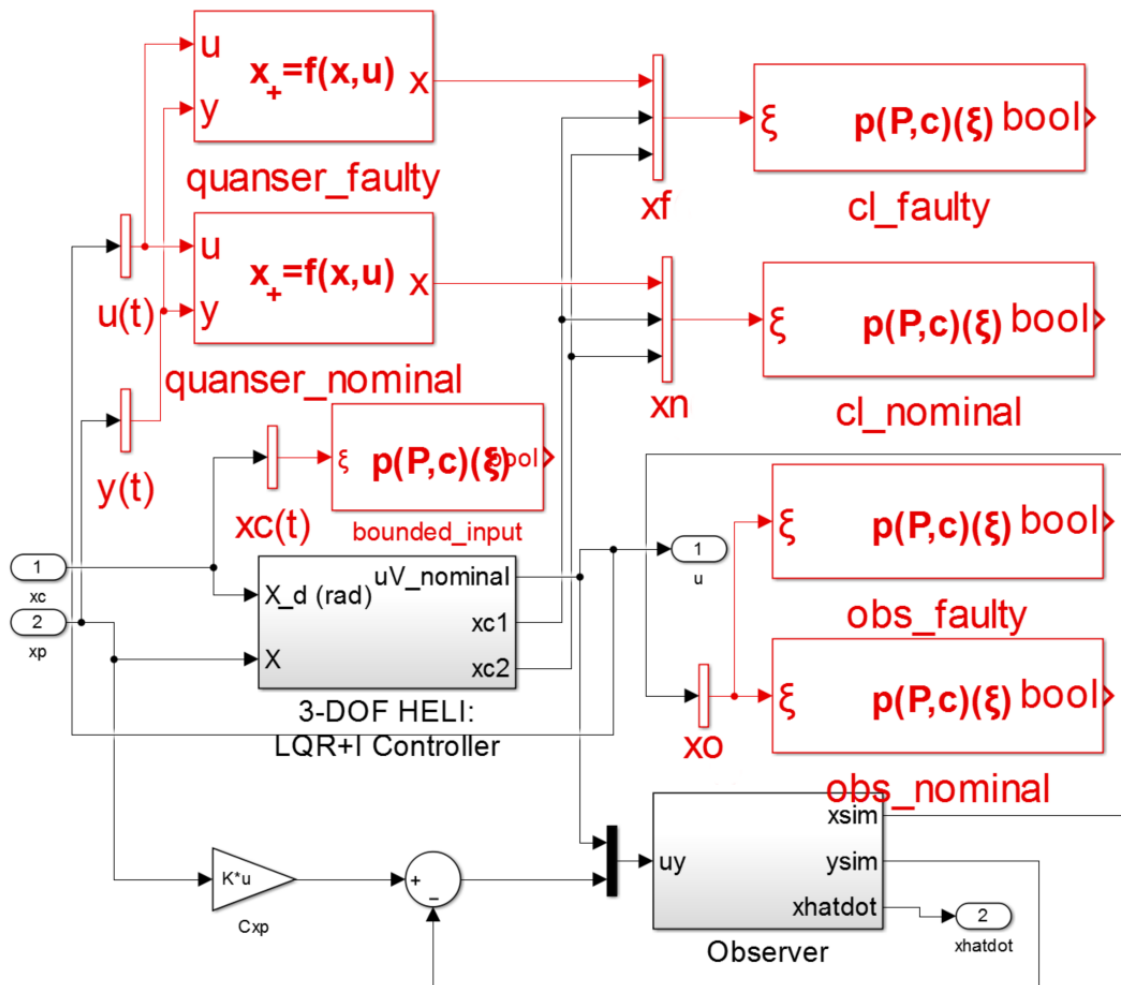 u
y
x₊=f(x,u)
x
quanser_faulty
ξ
p(P,c)(ξ)
bool
cl_faulty
xf
u
y
x₊=f(x,u)
x
quanser_nominal
u(t)
ξ
p(P,c)(ξ)
bool
cl_nominal
xn
y(t)
xc(t)
ξ
p(P,c)(ξ)
bool
bounded_input
1
xc
2
xp
X_d (rad)
X
uV_nominal
xc1
xc2
3-DOF HELI:
LQR+I Controller
1
u
ξ
p(P,c)(ξ)
bool
obs_faulty
xo
ξ
p(P,c)(ξ)
bool
obs_nominal
K*u
Cxp
+
−
uy
xsim
ysim
xhatdot
Observer
2
xhatdot